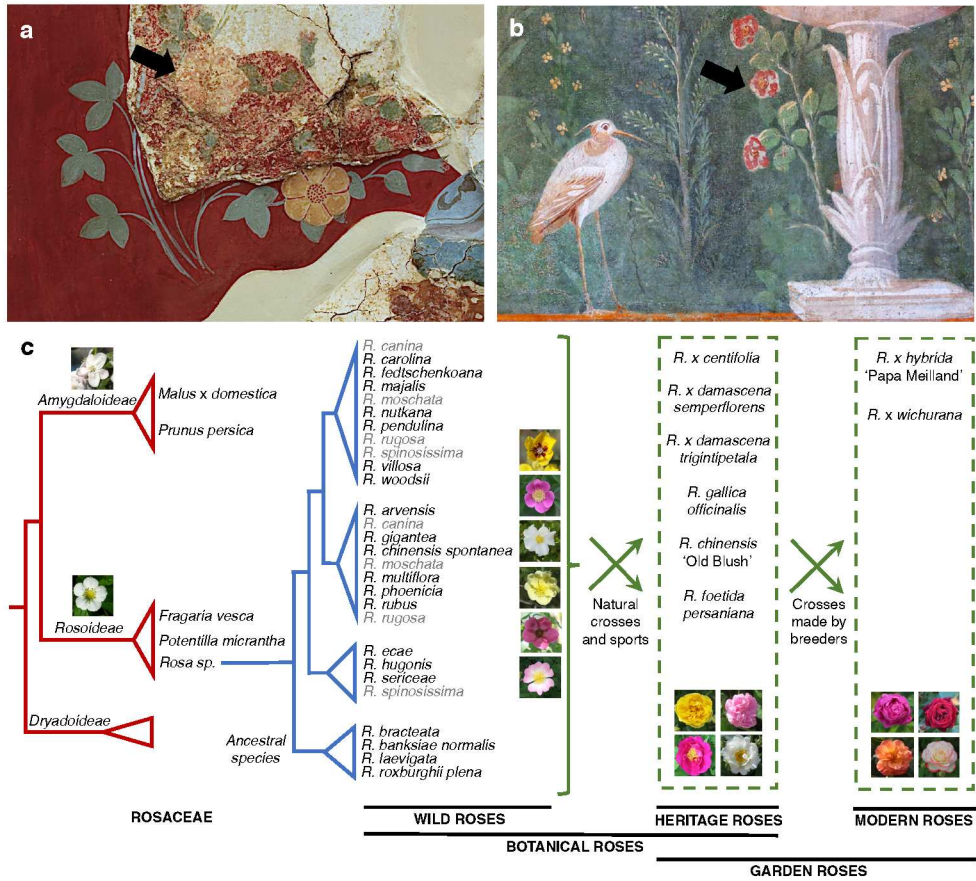 a
b
c
Amygdaloideae
Malus x domestica
Prunus persica
Rosoideae
Fragaria vesca
Potentilla micrantha
Rosa sp.
Dryadoideae
Ancestral
species
R. canina
R. carolina
R. fedtschenkoana
R. majalis
R. moschata
R. nutkana
R. pendulina
R. rugosa
R. spinosissima
R. villosa
R. woodsii
R. arvensis
R. canina
R. gigantea
R. chinensis spontanea
R. moschata
R. multiflora
R. phoenicia
R. rubus
R. rugosa
R. ecae
R. hugonis
R. sericeae
R. spinosissima
R. bracteata
R. banksiae normalis
R. laevigata
R. roxburghii plena
Natural
crosses
and sports
R. x centifolia
R. x damascena
semperflorens
R. x damascena
trigintipetala
R. gallica
officinalis
R. chinensis
'Old Blush'
R. foetida
persaniana
Crosses
made by
breeders
R. x hybrida
'Papa Meilland'
R. x wichurana
ROSACEAE
WILD ROSES
HERITAGE ROSES
MODERN ROSES
BOTANICAL ROSES
GARDEN ROSES